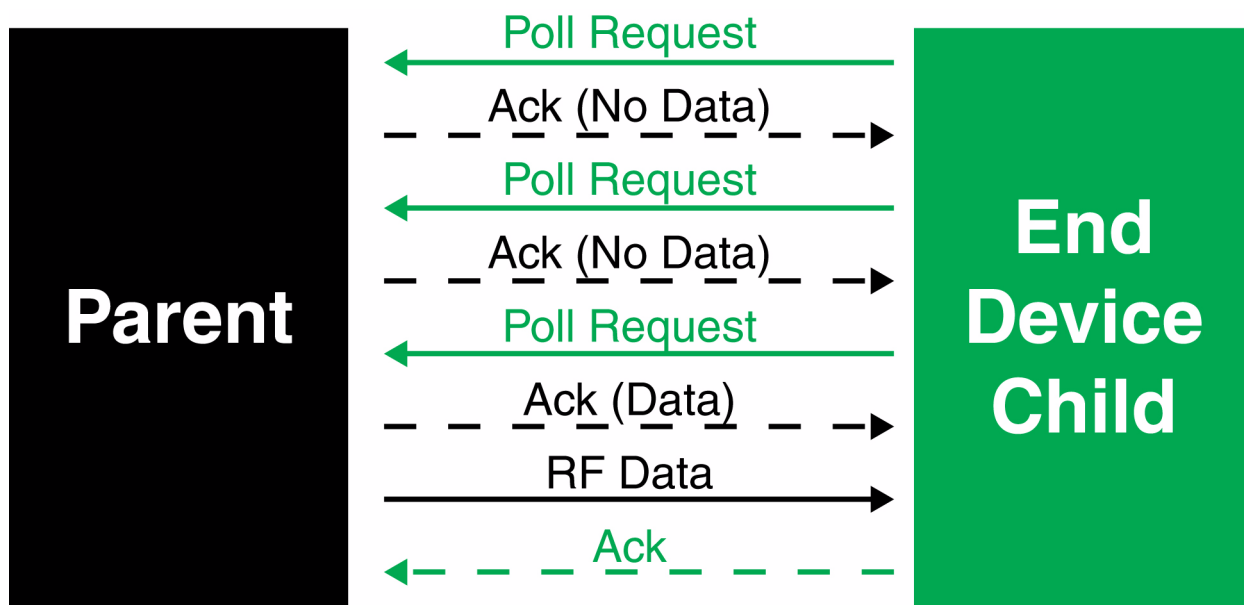 Parent
Poll Request
Ack (No Data)
Poll Request
Ack (No Data)
Poll Request
Ack (Data)
RF Data
Ack
End
Device
Child